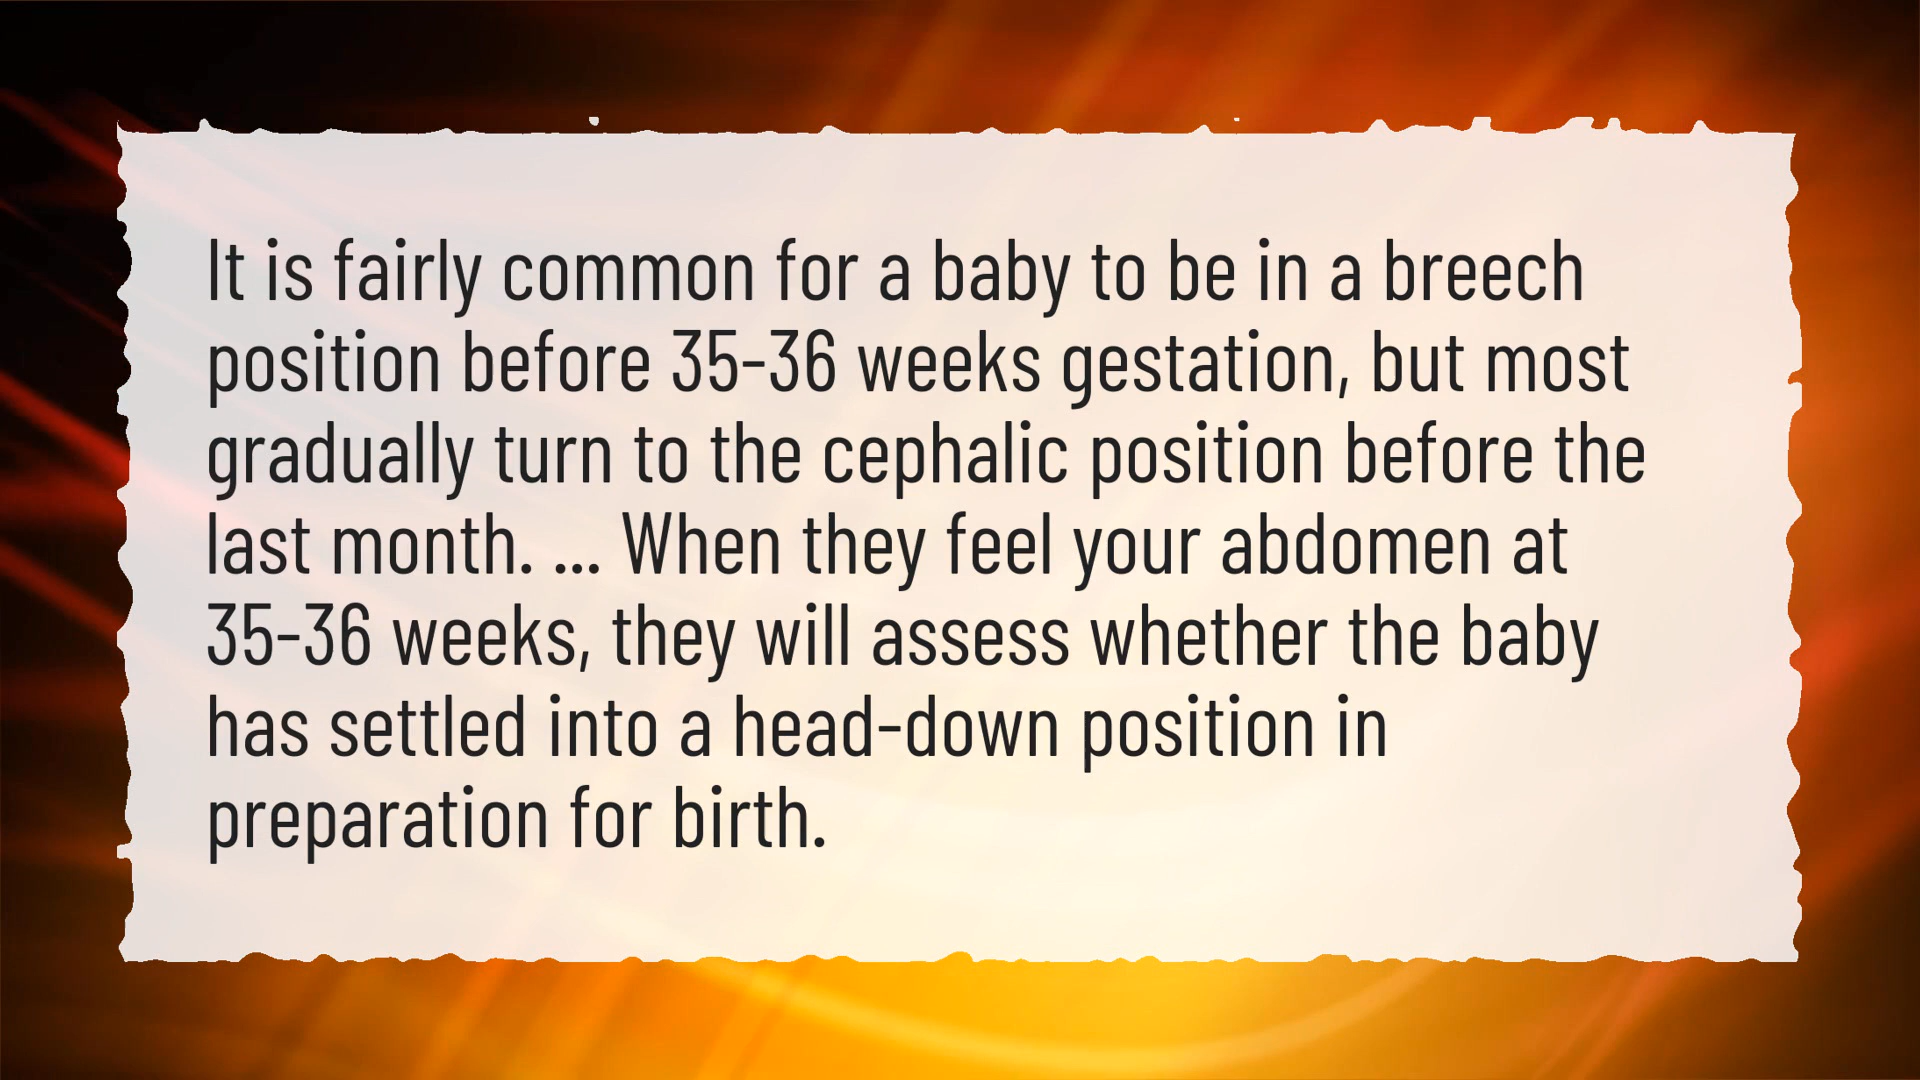 It is fairly common for a baby to be in a breech
position before 35-36 weeks gestation, but most
gradually turn to the cephalic position before the
last month. ... When they feel your abdomen at
35-36 weeks, they will assess whether the baby
has settled into a head-down position in
preparation for birth.